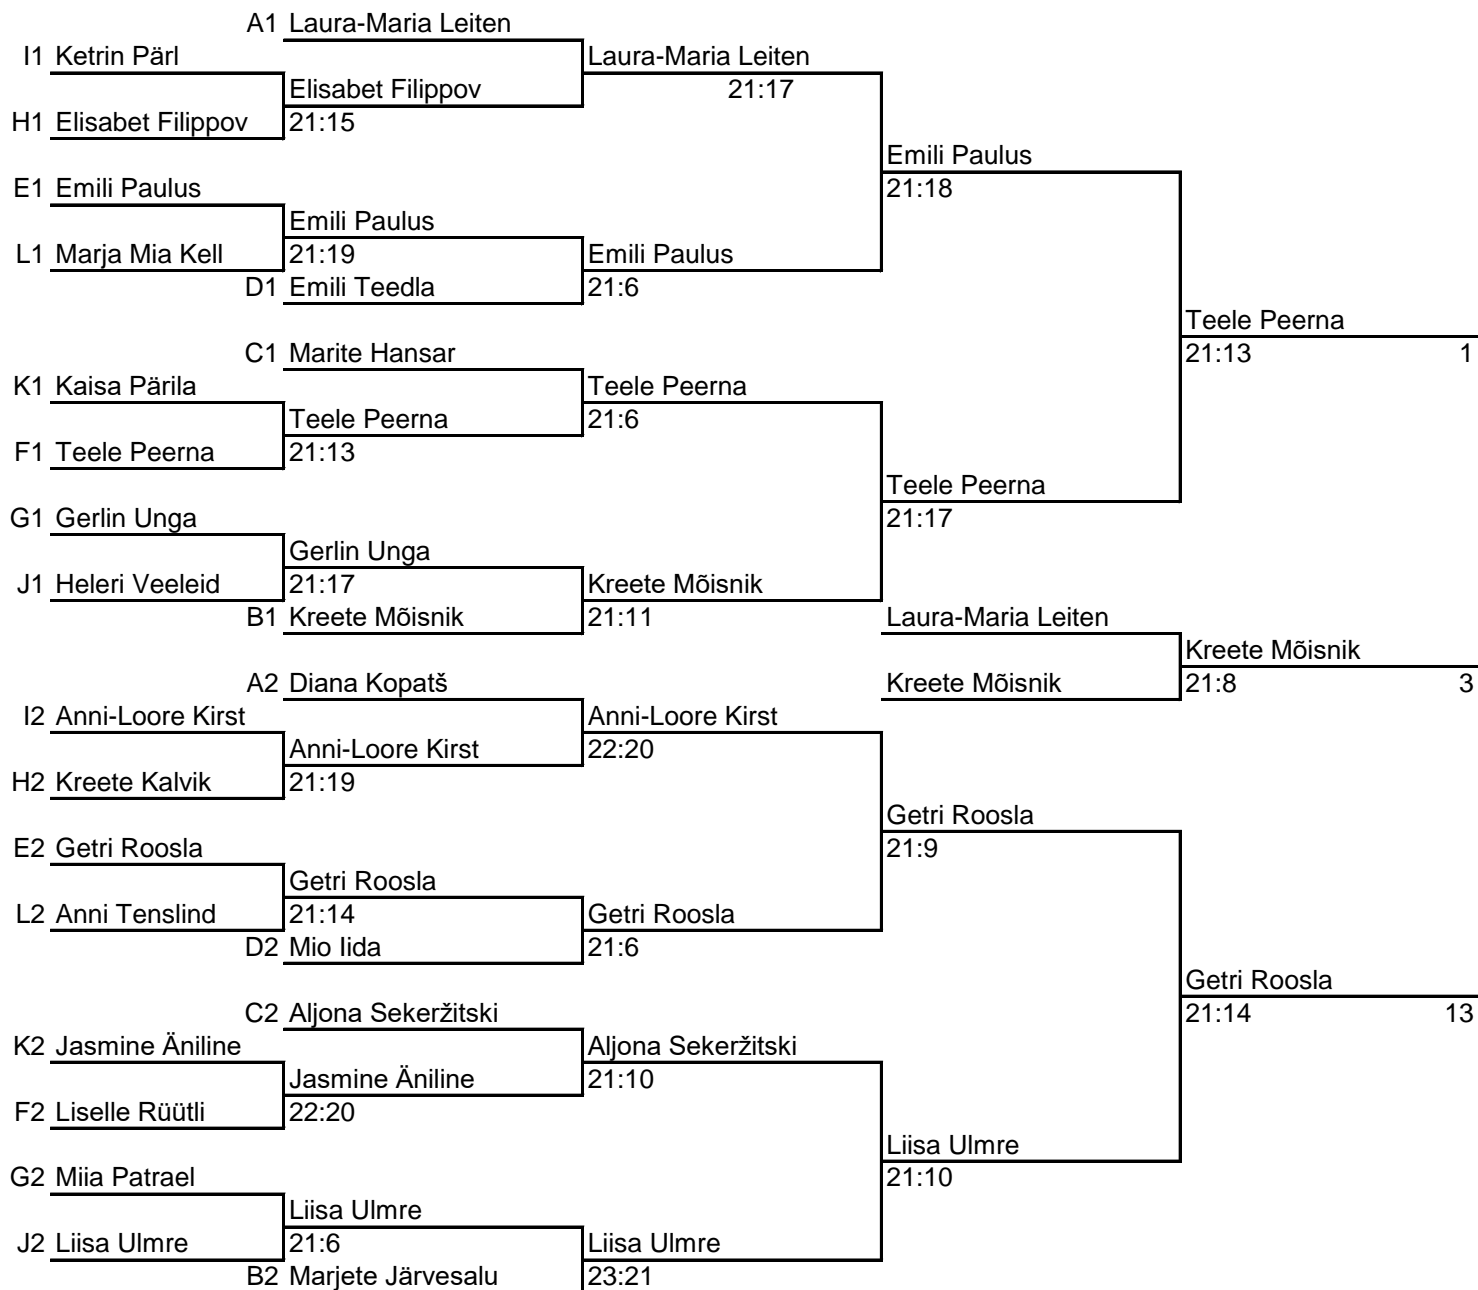 A1 Laura-Maria Leiten
I1 Ketrin Pärl Laura-Maria Leiten
Elisabet Filippov 21:17
H1 Elisabet Filippov 21:15
Emili Paulus
E1 Emili Paulus 21:18
Emili Paulus
L1 Marja Mia Kell 21:19 Emili Paulus
D1 Emili Teedla 21:6
Teele Peerna
C1 Marite Hansar 21:13 1
K1 Kaisa Pärila Teele Peerna
Teele Peerna 21:6
F1 Teele Peerna 21:13
Teele Peerna
G1 Gerlin Unga 21:17
Gerlin Unga
J1 Heleri Veeleid 21:17 Kreete Mõisnik
B1 Kreete Mõisnik 21:11 Laura-Maria Leiten
Kreete Mõisnik
A2 Diana Kopatš Kreete Mõisnik 21:8 3
I2 Anni-Loore Kirst Anni-Loore Kirst
Anni-Loore Kirst 22:20
H2 Kreete Kalvik 21:19
Getri Roosla
E2 Getri Roosla 21:9
Getri Roosla
L2 Anni Tenslind 21:14 Getri Roosla
D2 Mio Iida 21:6
Getri Roosla
C2 Aljona Sekeržitski 21:14 13
K2 Jasmine Äniline Aljona Sekeržitski
Jasmine Äniline 21:10
F2 Liselle Rüütli 22:20
Liisa Ulmre
G2 Miia Patrael 21:10
Liisa Ulmre
J2 Liisa Ulmre 21:6 Liisa Ulmre
B2 Marjete Järvesalu 23:21